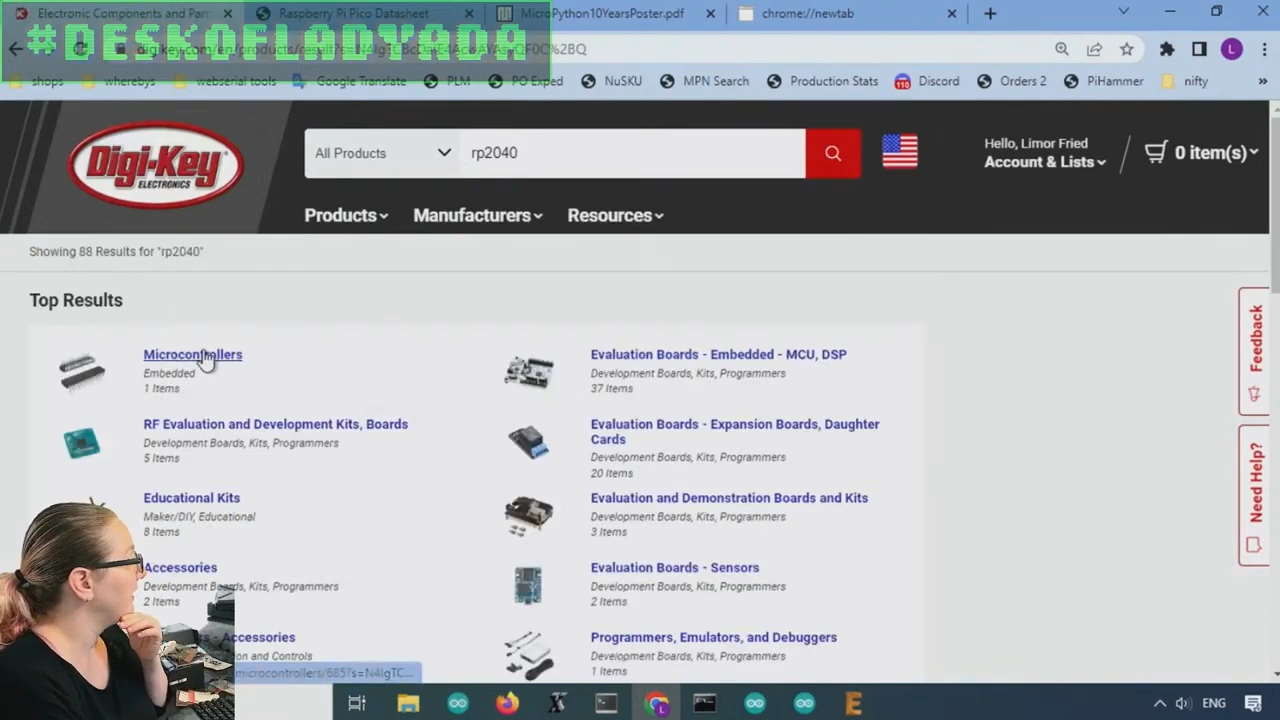 Electronic Components and Part
Raspberry Pi Pico Datasheet
MicroPython10YearsPoster.pdf
chrome://newtab
#DESKOFLADYADA
shops
wherebys
webserial tools
Google Translate
PLM
PO Exped
NuSKU
MPN Search
Production Stats
Discord
Orders 2
PiHammer
nifty
»
Digi-Key
ELECTRONICS
All Products
rp2040
Hello, Limor Fried
Account & Lists
0 item(s)
Products
Manufacturers
Resources
Showing 88 Results for "rp2040"
Top Results
Microcontrollers
Embedded
1 Items
Evaluation Boards - Embedded - MCU, DSP
Development Boards, Kits, Programmers
37 Items
RF Evaluation and Development Kits, Boards
Development Boards, Kits, Programmers
5 Items
Evaluation Boards - Expansion Boards, Daughter
Cards
Development Boards, Kits, Programmers
20 Items
Educational Kits
Maker/DIY, Educational
8 Items
Evaluation and Demonstration Boards and Kits
Development Boards, Kits, Programmers
3 Items
Accessories
Development Boards, Kits, Programmers
2 Items
Evaluation Boards - Sensors
Development Boards, Kits, Programmers
2 Items
- Accessories
on and Controls
Programmers, Emulators, and Debuggers
Development Boards, Kits, Programmers
1 Items
microcontrollers/685?s=N4IgTC...
Feedback
Need Help?
ENG